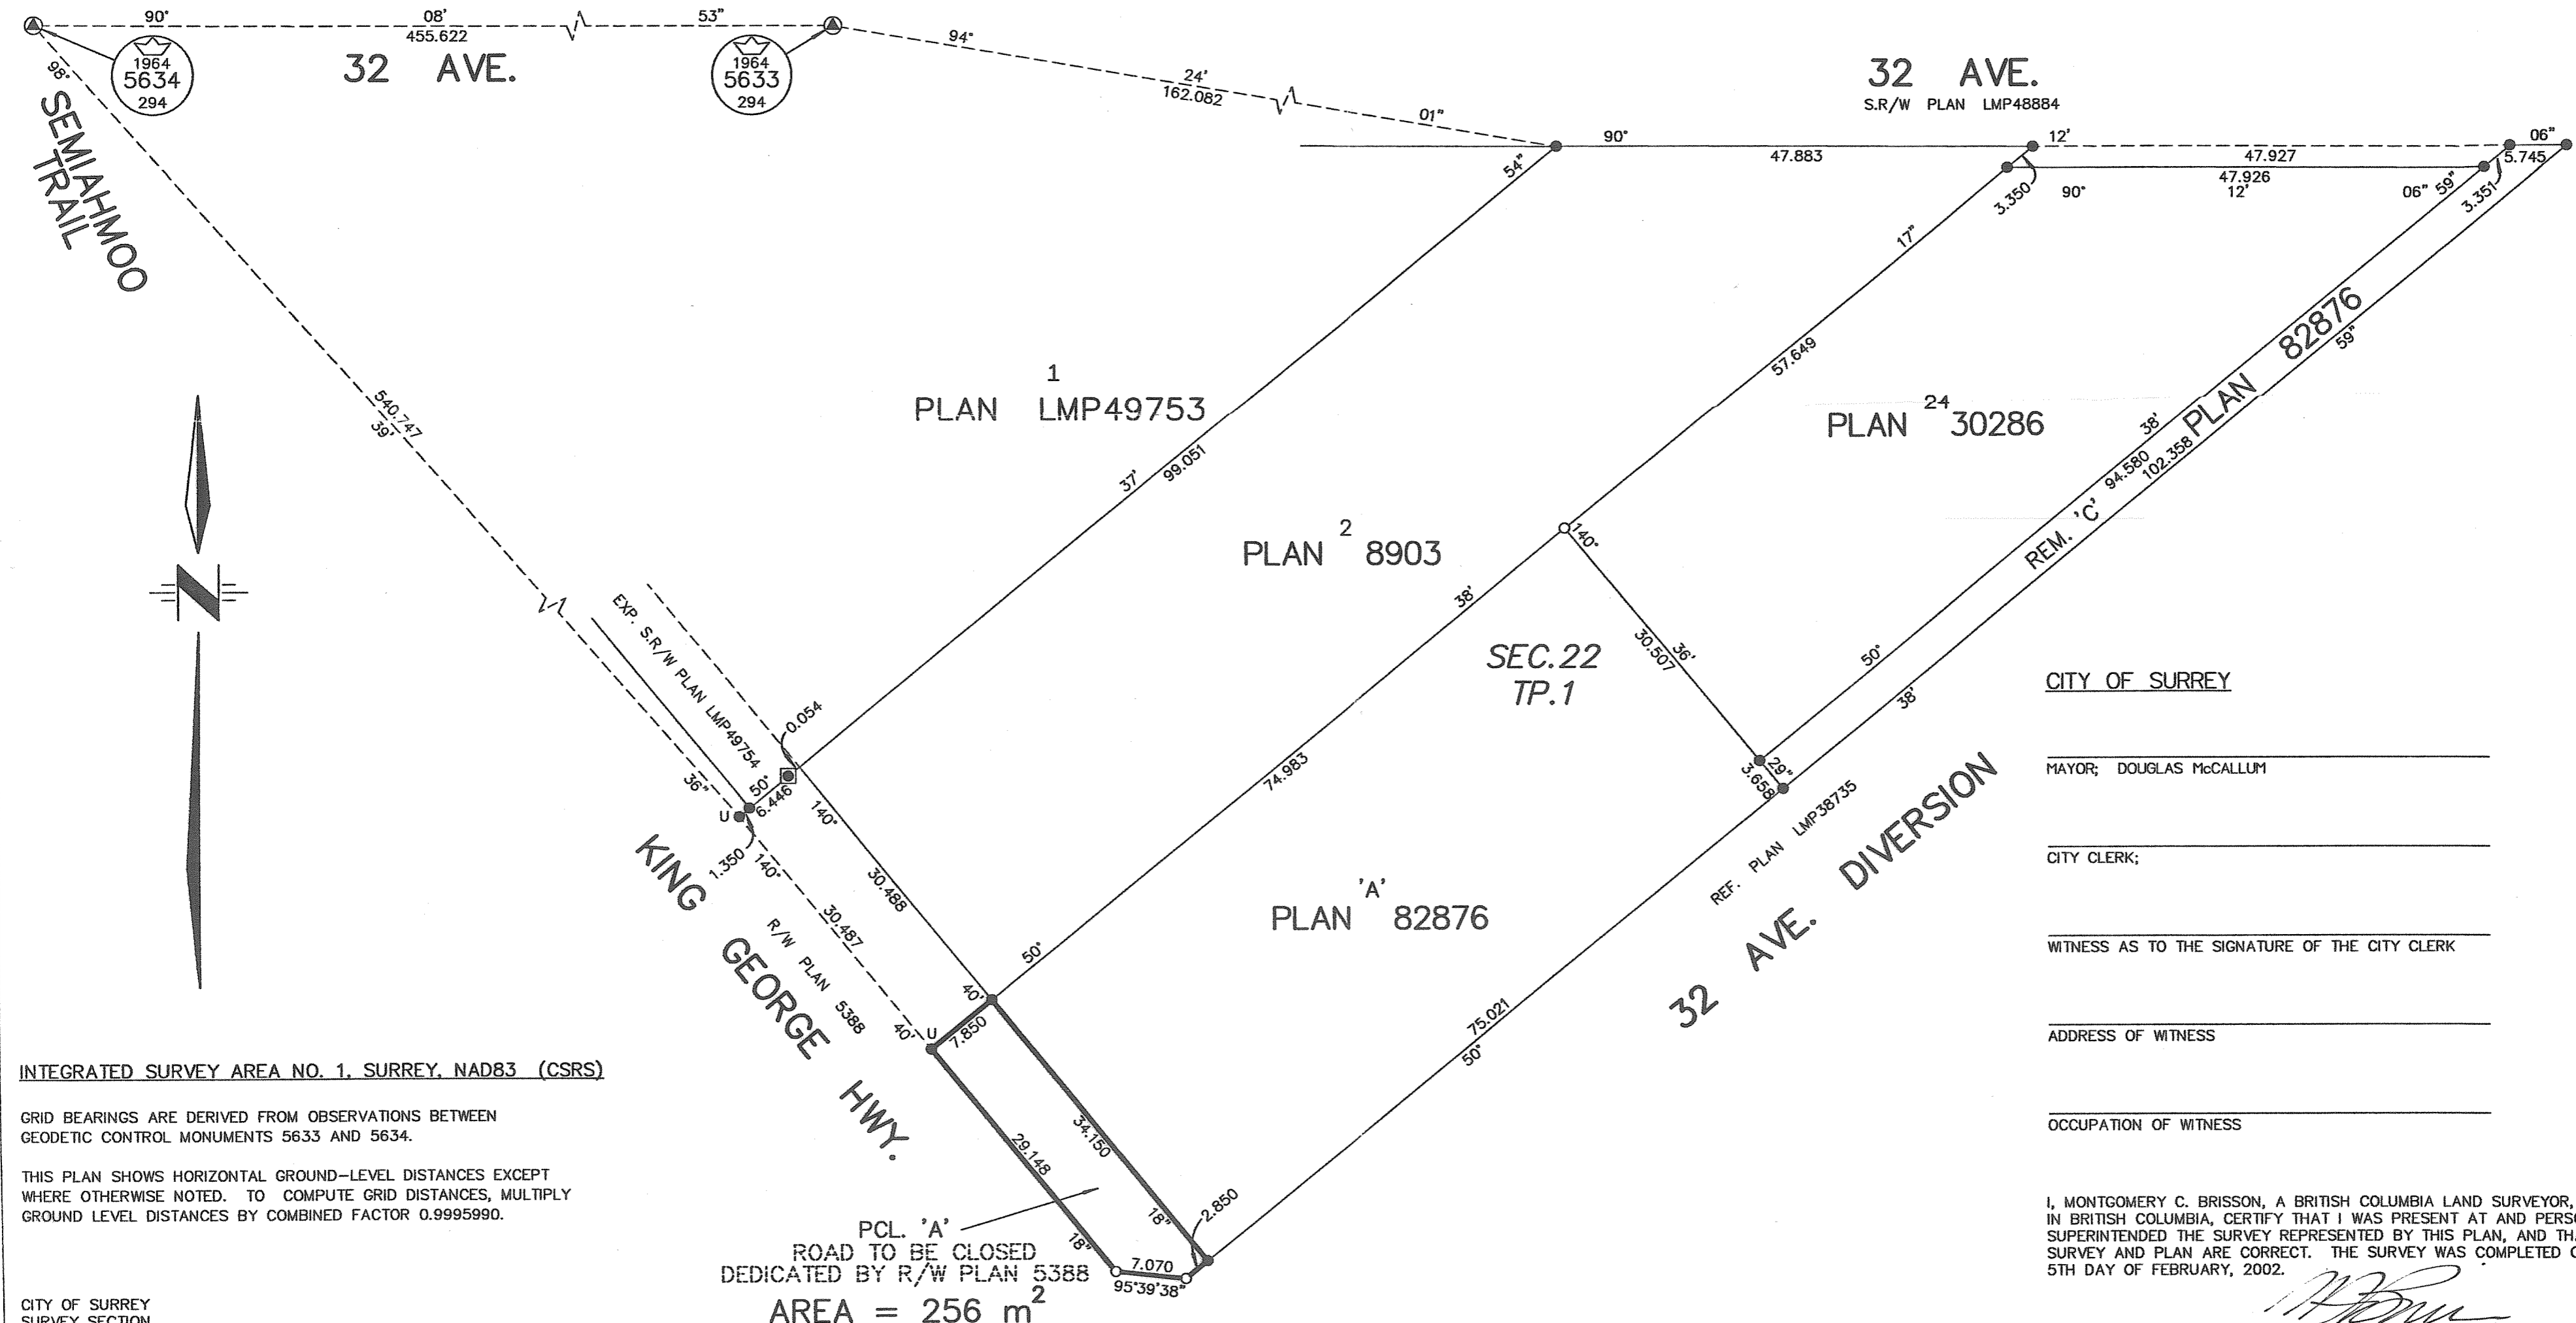 90° 08' 53"
455.622
1964
5634
294
32 AVE.
1964
5633
294
94° 24' 01"
162.082
32 AVE.
S.R/W PLAN LMP48884
90° 12' 06"
47.883
47.927
5.745
47.926
90° 12' 06"
3.350
3.351
59"
54"
17"
98°
SEMIAHMOO
TRAIL
540.747
39'
36"
1
PLAN LMP49753
37'
99.051
57.649
24
PLAN 30286
PLAN 82876
59"
38'
94.580
102.358
REM. 'C'
50°
38'
2
PLAN 8903
38'
140°
36'
30.507
29"
3.658
SEC.22
TP.1
EXP. S.R/W PLAN LMP49754
0.054
50°
6.446
U
1.350
140°
140°
30.488
30.487
R/W PLAN 5388
40'
40'
U
7.850
50°
74.983
'A'
PLAN 82876
REF. PLAN LMP38735
32 AVE. DIVERSION
75.021
50°
KING GEORGE HWY.
34.150
29.148
18"
18"
2.850
7.070
95°39'38"
PCL. 'A'
ROAD TO BE CLOSED
DEDICATED BY R/W PLAN 5388
AREA = 256 m2
N
INTEGRATED SURVEY AREA NO. 1, SURREY, NAD83 (CSRS)
GRID BEARINGS ARE DERIVED FROM OBSERVATIONS BETWEEN
GEODETIC CONTROL MONUMENTS 5633 AND 5634.
THIS PLAN SHOWS HORIZONTAL GROUND-LEVEL DISTANCES EXCEPT
WHERE OTHERWISE NOTED. TO COMPUTE GRID DISTANCES, MULTIPLY
GROUND LEVEL DISTANCES BY COMBINED FACTOR 0.9995990.
CITY OF SURREY
SURVEY SECTION
CITY OF SURREY
MAYOR; DOUGLAS McCALLUM
CITY CLERK;
WITNESS AS TO THE SIGNATURE OF THE CITY CLERK
ADDRESS OF WITNESS
OCCUPATION OF WITNESS
I, MONTGOMERY C. BRISSON, A BRITISH COLUMBIA LAND SURVEYOR,
IN BRITISH COLUMBIA, CERTIFY THAT I WAS PRESENT AT AND
SUPERINTENDED THE SURVEY REPRESENTED BY THIS PLAN, AND
SURVEY AND PLAN ARE CORRECT. THE SURVEY WAS COMPLETED
5TH DAY OF FEBRUARY, 2002.